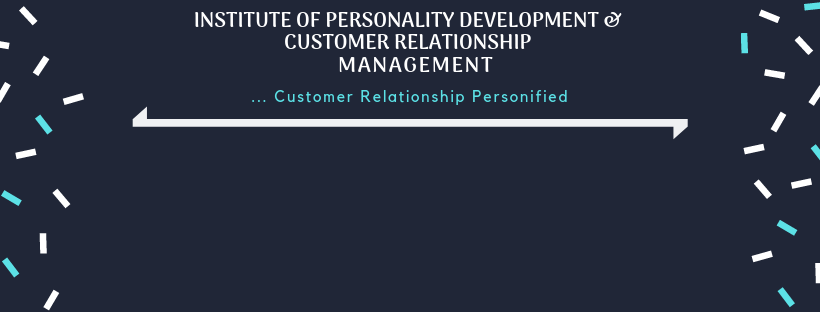 INSTITUTE OF PERSONALITY DEVELOPMENT &
CUSTOMER RELATIONSHIP
MANAGEMENT
... Customer Relationship Personified